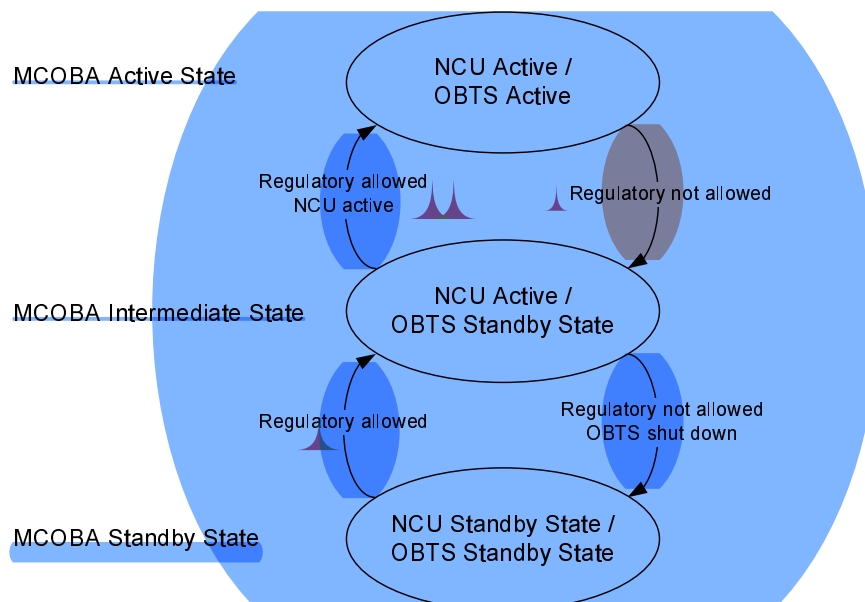 MCOBA Active State
NCU Active /
OBTS Active
Regulatory allowed
NCU active
Regulatory not allowed
MCOBA Intermediate State
NCU Active /
OBTS Standby State
Regulatory allowed
Regulatory not allowed
OBTS shut down
MCOBA Standby State
NCU Standby State /
OBTS Standby State